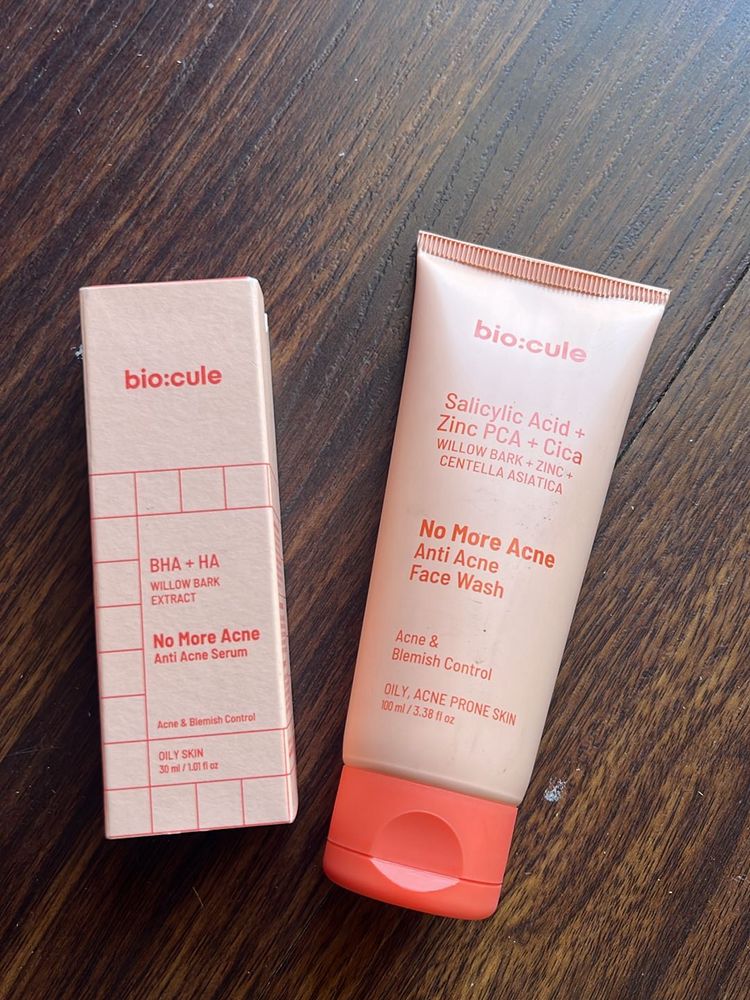 bio:cule
BHA + HA
WILLOW BARK
EXTRACT
No More Acne
Anti Acne Serum
Acne & Blemish Control
OILY SKIN
30 ml / 1.01 fl oz
bio:cule
Salicylic Acid +
Zinc PCA + Cica
WILLOW BARK + ZINC +
CENTELLA ASIATICA
No More Acne
Anti Acne
Face Wash
Acne &
Blemish Control
OILY, ACNE PRONE SKIN
100 ml / 3.38 fl oz